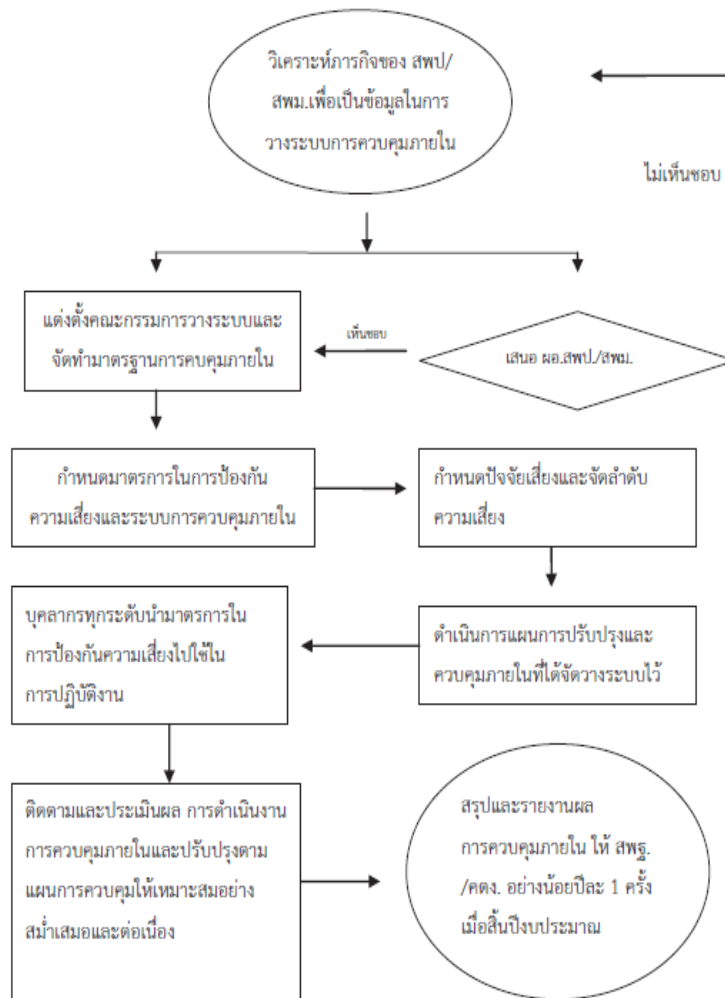 วิเคราะห์ภารกิจของ สพป/
สพม.เพื่อเป็นข้อมูลในการ
วางระบบการควบคุมภายใน
ไม่เห็นชอบ
แต่งตั้งคณะกรรมการวางระบบและ
จัดทำมาตรฐานการคบคุมภายใน
เห็นชอบ
เสนอ ผอ.สพป./สพม.
กำหนดมาตรการในการป้องกัน
ความเสี่ยงและระบบการควบคุมภายใน
กำหนดปัจจัยเสี่ยงและจัดลำดับ
ความเสี่ยง
บุคลากรทุกระดับนำมาตรการใน
การป้องกันความเสี่ยงไปใช้ใน
การปฏิบัติงาน
ดำเนินการแผนการปรับปรุงและ
ควบคุมภายในที่ได้จัดวางระบบไว้
ติดตามและประเมินผล การดำเนินงาน
การควบคุมภายในและปรับปรุงตาม
แผนการควบคุมให้เหมาะสมอย่าง
สม่ำเสมอและต่อเนื่อง
สรุปและรายงานผล
การควบคุมภายใน ให้ สพฐ.
/คตง. อย่างน้อยปีละ 1 ครั้ง
เมื่อสิ้นปีงบประมาณ